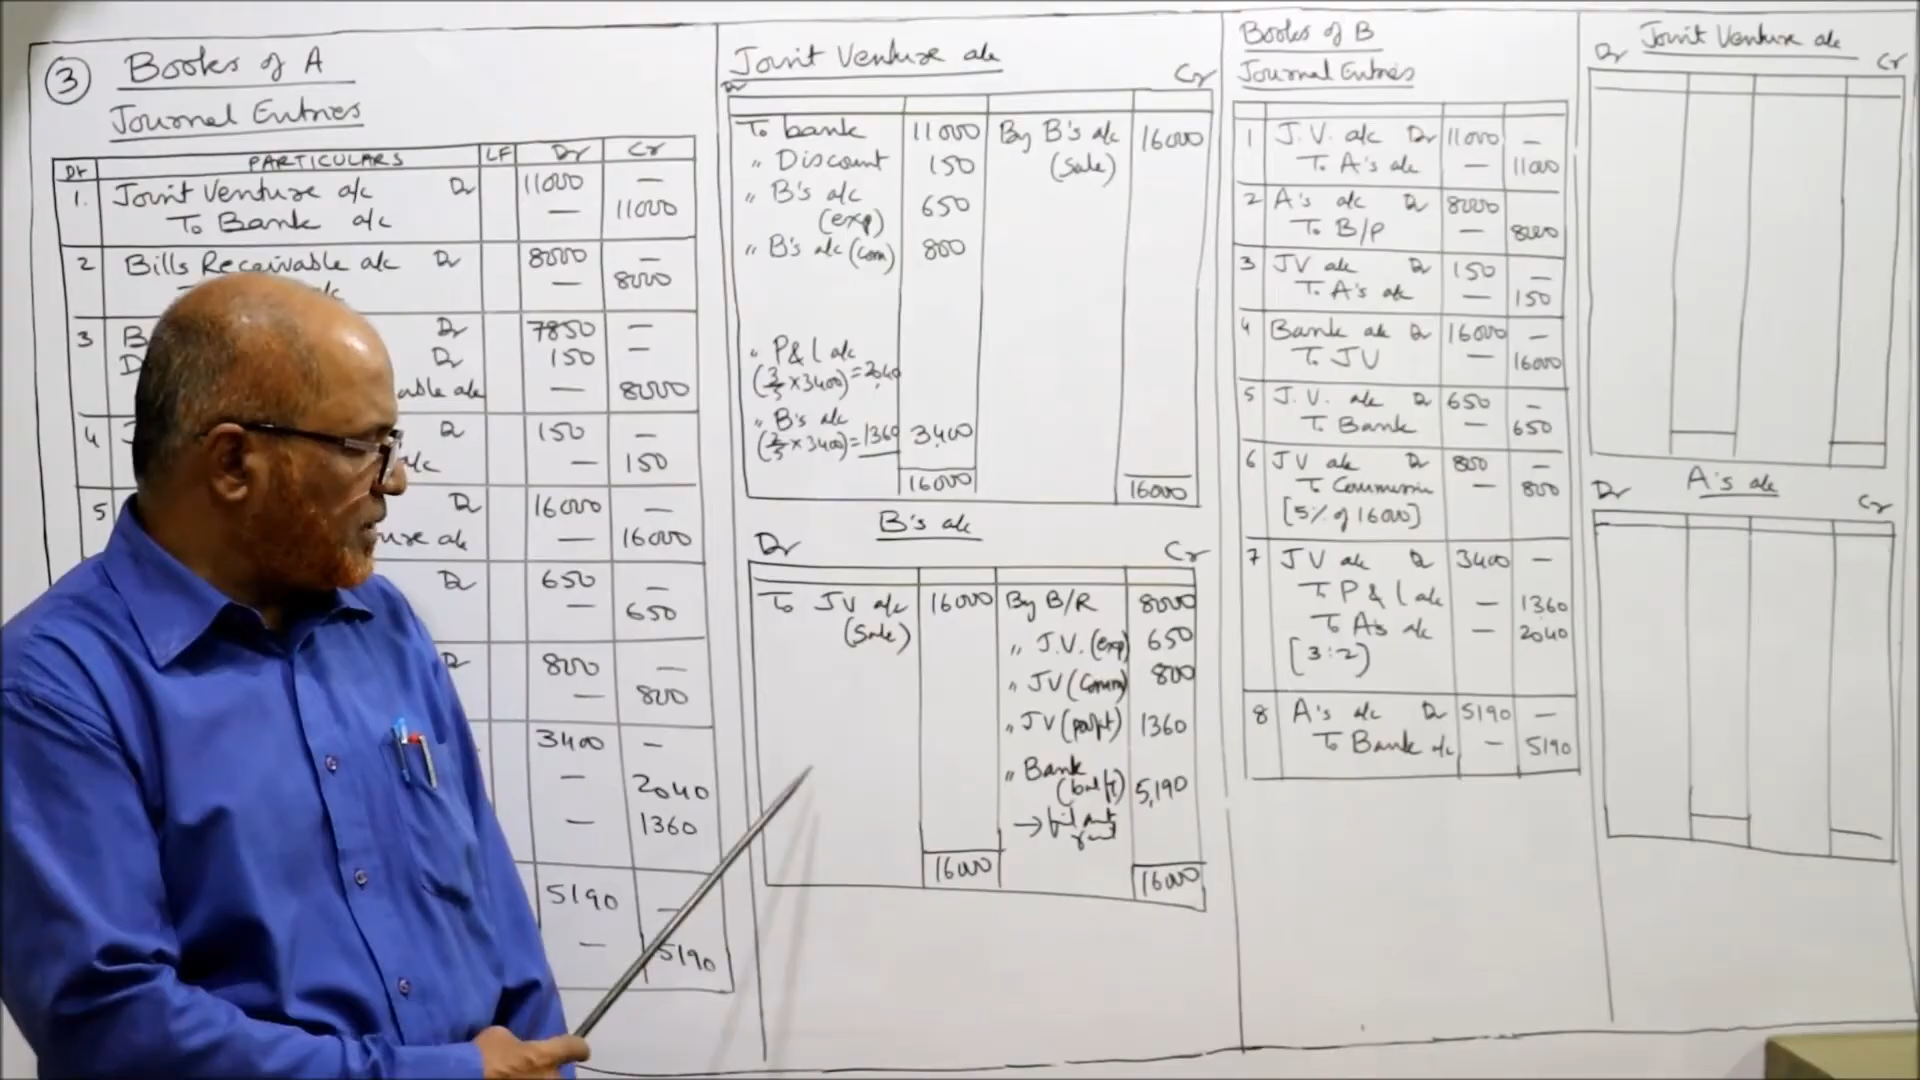 3 Books of A
Journal Entries
Dt PARTICULARS LF Dr Cr
1. Joint Venture a/c Dr 11000 —
To Bank a/c — 11000
2 Bills Receivable a/c Dr 8000 —
— 8000
3 B Dr 7850 —
Dr 150 —
able a/c — 8000
4 Dr 150 —
a/c — 150
5 Dr 16000 —
ure a/c — 16000
Dr 650 —
— 650
Dr 800 —
— 800
3400 —
— 2040
— 1360
5190 —
— 5190
Joint Venture a/c
Dr Cr
To bank 11000 By B's a/c 16000
" Discount 150 (Sale)
" B's a/c
(exp) 650
" B's a/c (com) 800
" P & L a/c
(3/5 × 3400) = 2040
" B's a/c
(2/5 × 3400) = 1360 3,400
16000 16000
B's a/c
Dr Cr
To JV a/c 16000 By B/R 8000
(Sale) " J.V. (exp) 650
" JV (Comm) 800
" JV (profit) 1360
" Bank
(bal ft) 5,190
16000 16000
Books of B
Journal Entries
1 J.V. a/c Dr 11000 —
To A's a/c — 11000
2 A's a/c Dr 8000 —
To B/P — 8000
3 JV a/c Dr 150 —
To A's a/c — 150
4 Bank a/c Dr 16000 —
To JV — 16000
5 J.V. a/c Dr 650 —
To Bank — 650
6 JV a/c Dr 800 —
To Commission — 800
[5% of 16000]
7 JV a/c Dr 3400 —
To P & L a/c — 1360
To A's a/c — 2040
[3:2]
8 A's a/c Dr 5190 —
To Bank a/c — 5190
Joint Venture a/c
Dr Cr
A's a/c
Dr Cr